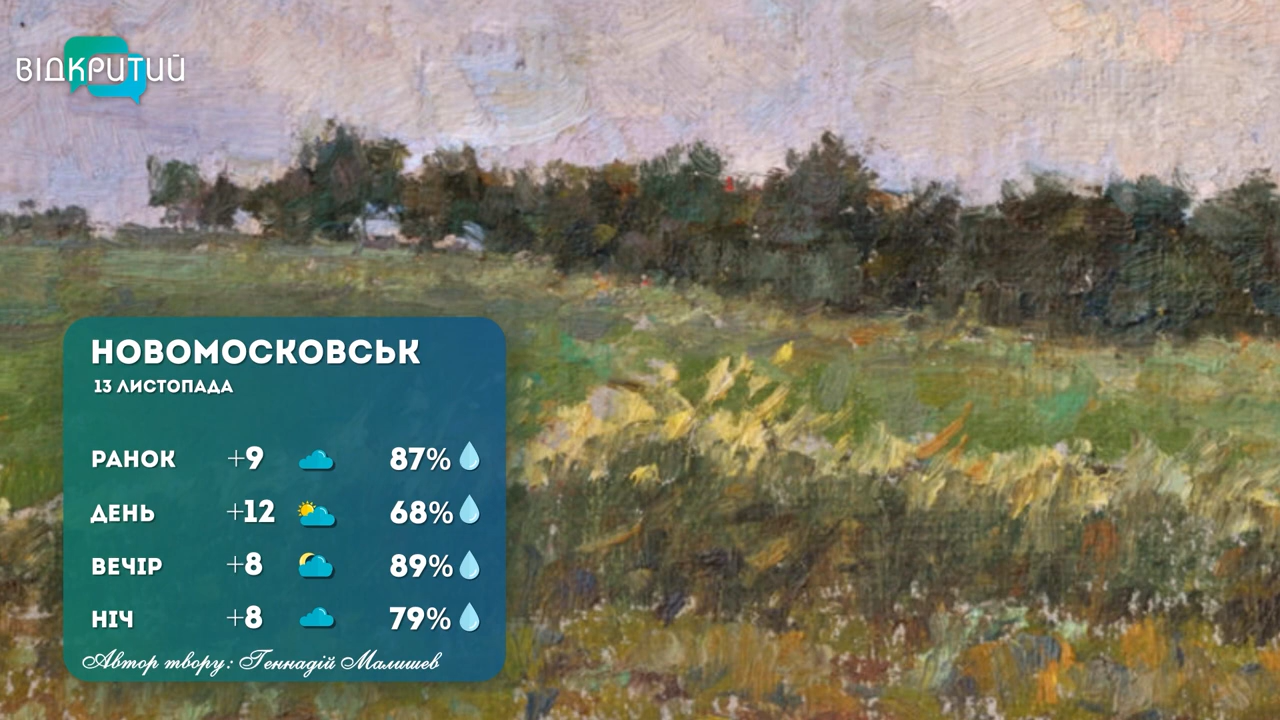 ВІДКРИТИЙ
НОВОМОСКОВСЬК
13 ЛИСТОПАДА
РАНОК +9 87%
ДЕНЬ +12 68%
ВЕЧІР +8 89%
НІЧ +8 79%
Автор твору: Геннадій Малишев